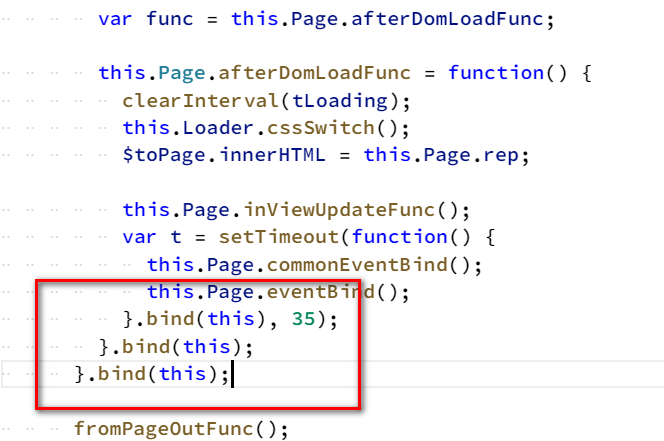 var func = this.Page.afterDomLoadFunc;
this.Page.afterDomLoadFunc = function() {
clearInterval(tLoading);
this.Loader.cssSwitch();
$toPage.innerHTML = this.Page.rep;
this.Page.inViewUpdateFunc();
var t = setTimeout(function() {
this.Page.commonEventBind();
this.Page.eventBind();
}.bind(this), 35);
}.bind(this);
}.bind(this);
fromPageOutFunc();